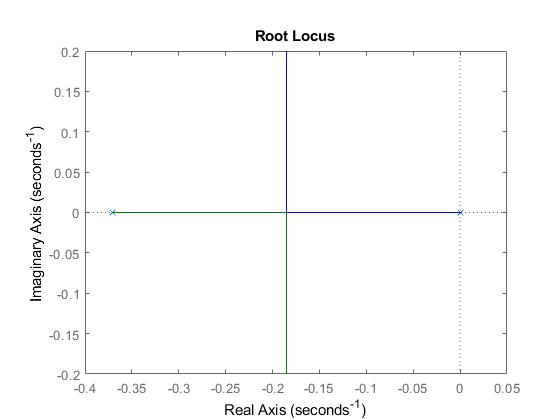 Root Locus
0.2
0.15
0.1
0.05
0
-0.05
-0.1
-0.15
-0.2
Imaginary Axis (seconds⁻¹)
-0.4 -0.35 -0.3 -0.25 -0.2 -0.15 -0.1 -0.05 0 0.05
Real Axis (seconds⁻¹)